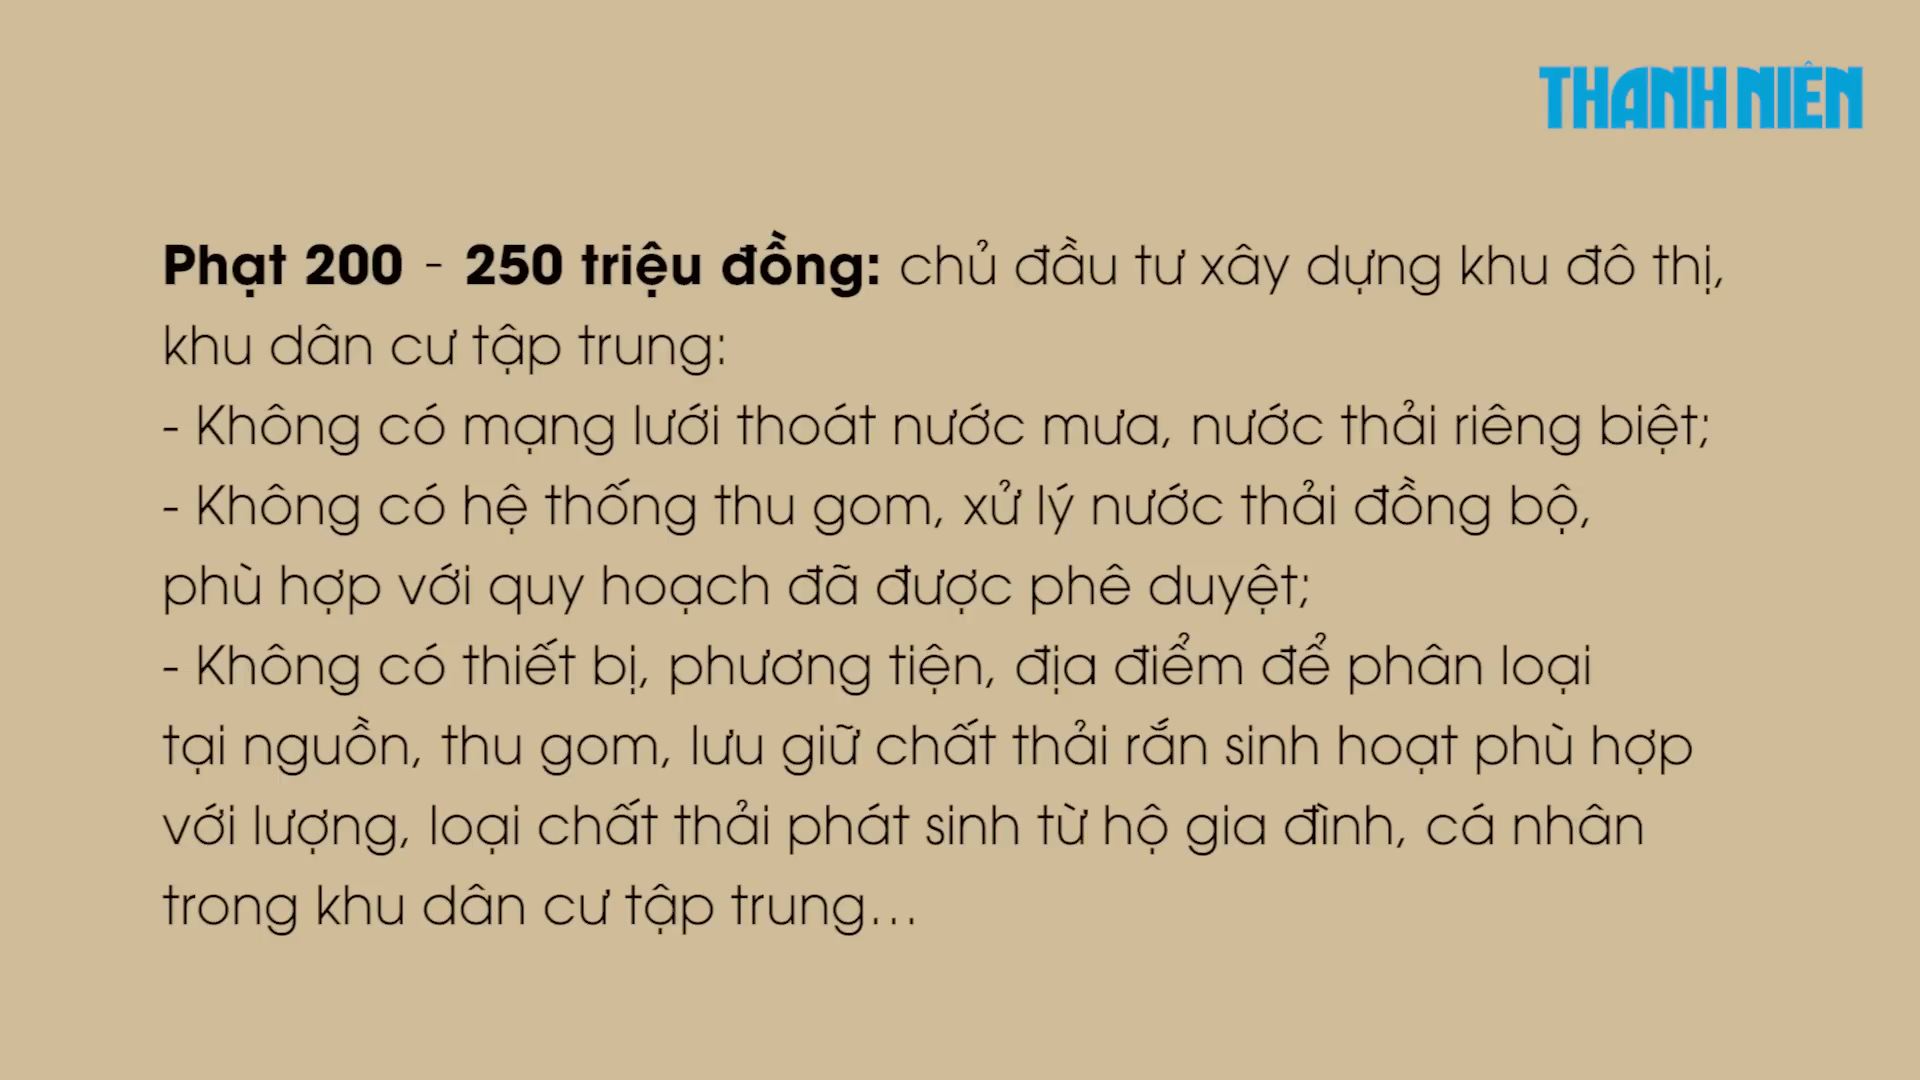 THANH NIÊN
Phạt 200 - 250 triệu đồng: chủ đầu tư xây dựng khu đô thị,
khu dân cư tập trung:
- Không có mạng lưới thoát nước mưa, nước thải riêng biệt;
- Không có hệ thống thu gom, xử lý nước thải đồng bộ,
phù hợp với quy hoạch đã được phê duyệt;
- Không có thiết bị, phương tiện, địa điểm để phân loại
tại nguồn, thu gom, lưu giữ chất thải rắn sinh hoạt phù hợp
với lượng, loại chất thải phát sinh từ hộ gia đình, cá nhân
trong khu dân cư tập trung...